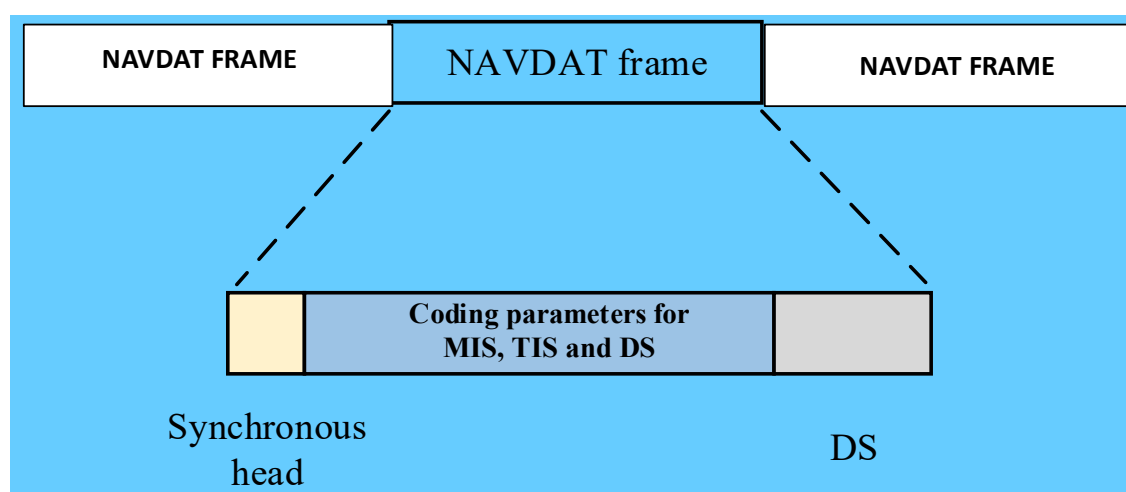 NAVDAT FRAME
NAVDAT frame
NAVDAT FRAME
Coding parameters for
MIS, TIS and DS
Synchronous
head
DS